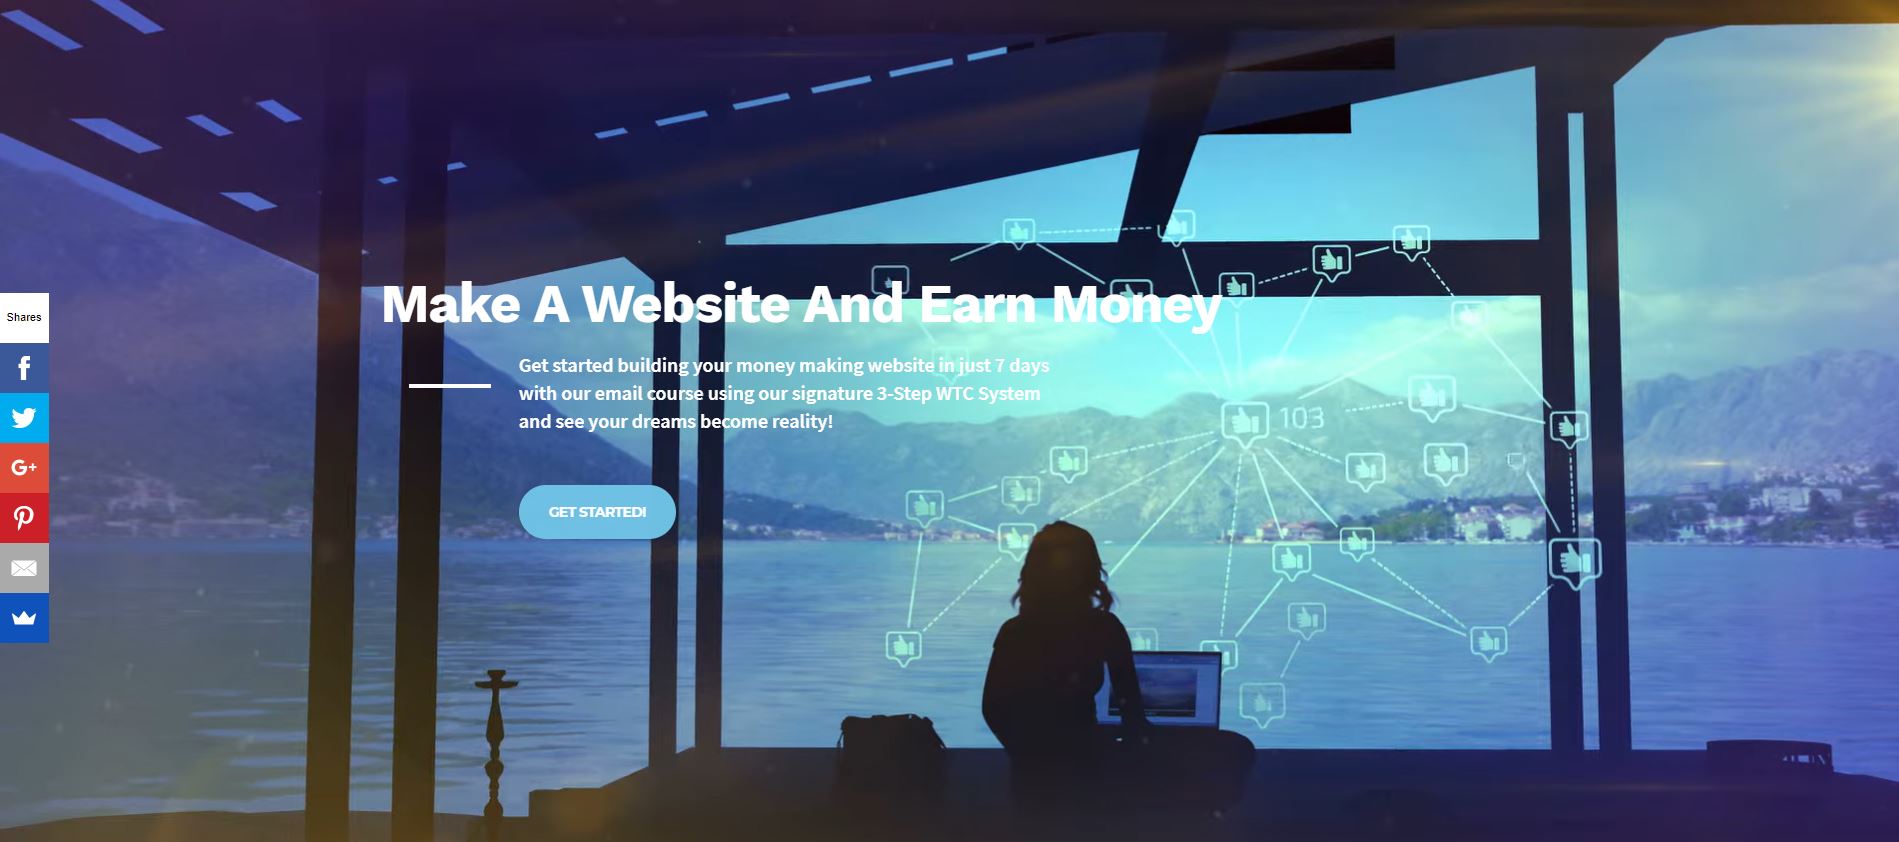 Make A Website And Earn Money
Get started building your money making website in just 7 days
with our email course using our signature 3-Step WTC System
and see your dreams become reality!
GET STARTED!
Shares
G+
103